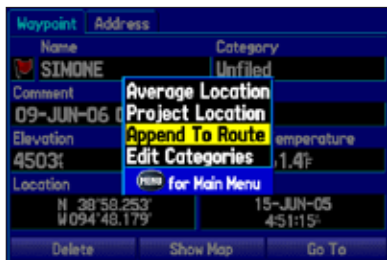 Waypoint Address
Name Category
SIMONE Unfiled
Comment
Average Location
09-JUN-06 Project Location
Append To Route
Elevation emperature
Edit Categories
4503 1.4°F
MENU for Main Menu
Location
N 38°58.253' 15-JUN-05
W094°48.179' 4:51:15
Delete Show Map Go To